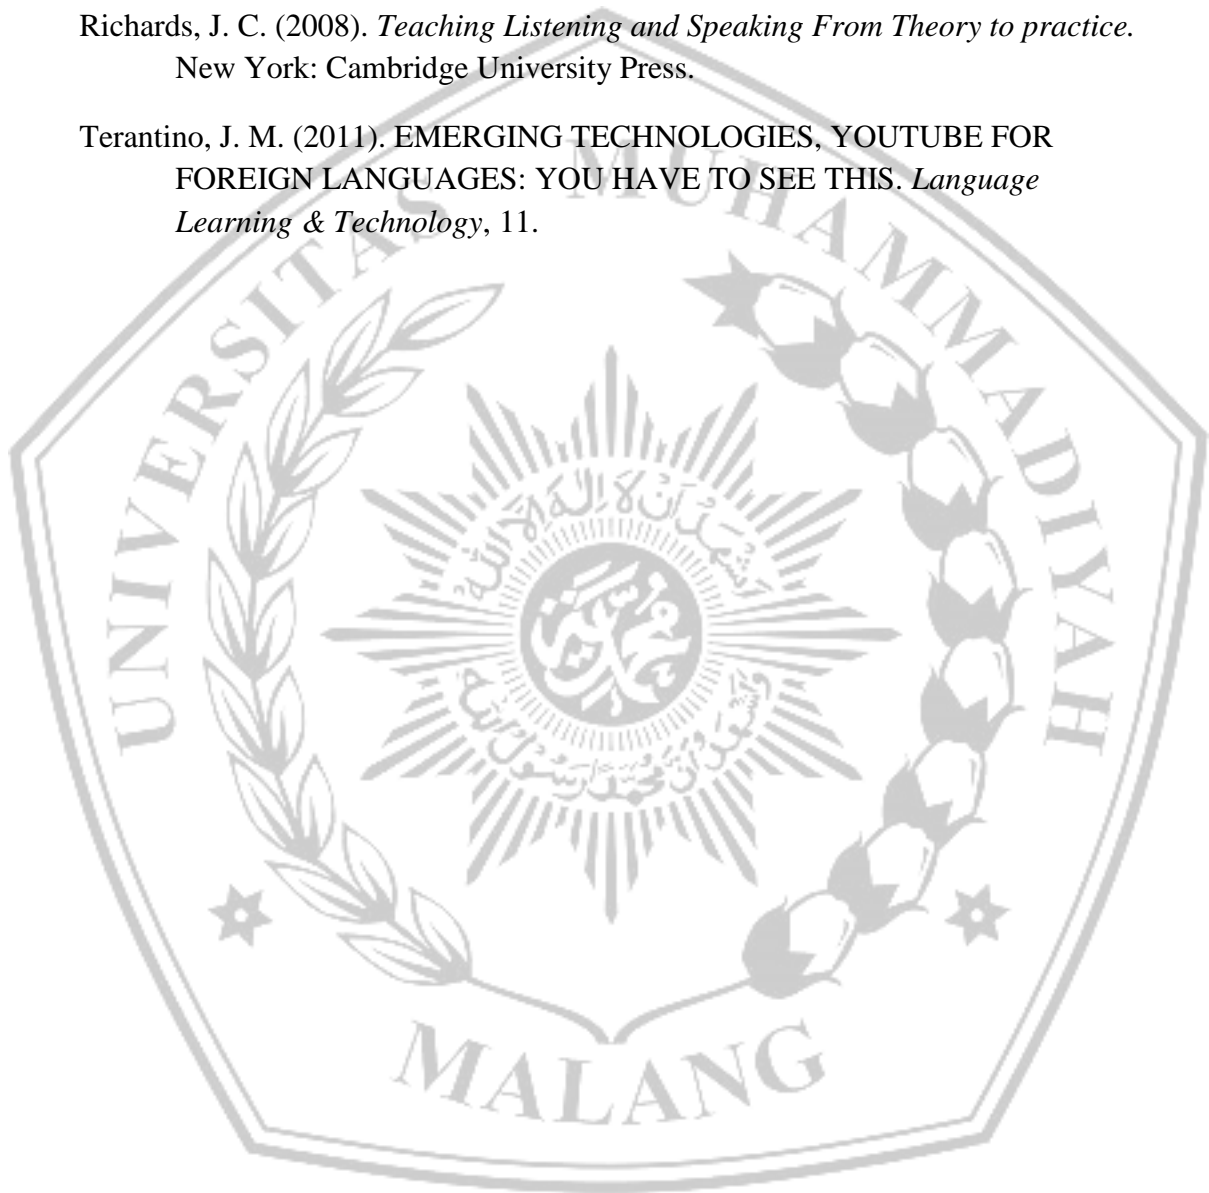 Richards, J. C. (2008). Teaching Listening and Speaking From Theory to practice.
New York: Cambridge University Press.
Terantino, J. M. (2011). EMERGING TECHNOLOGIES, YOUTUBE FOR
FOREIGN LANGUAGES: YOU HAVE TO SEE THIS. Language
Learning & Technology, 11.
UNIVERSITAS MUHAMMADIYAH
MALANG